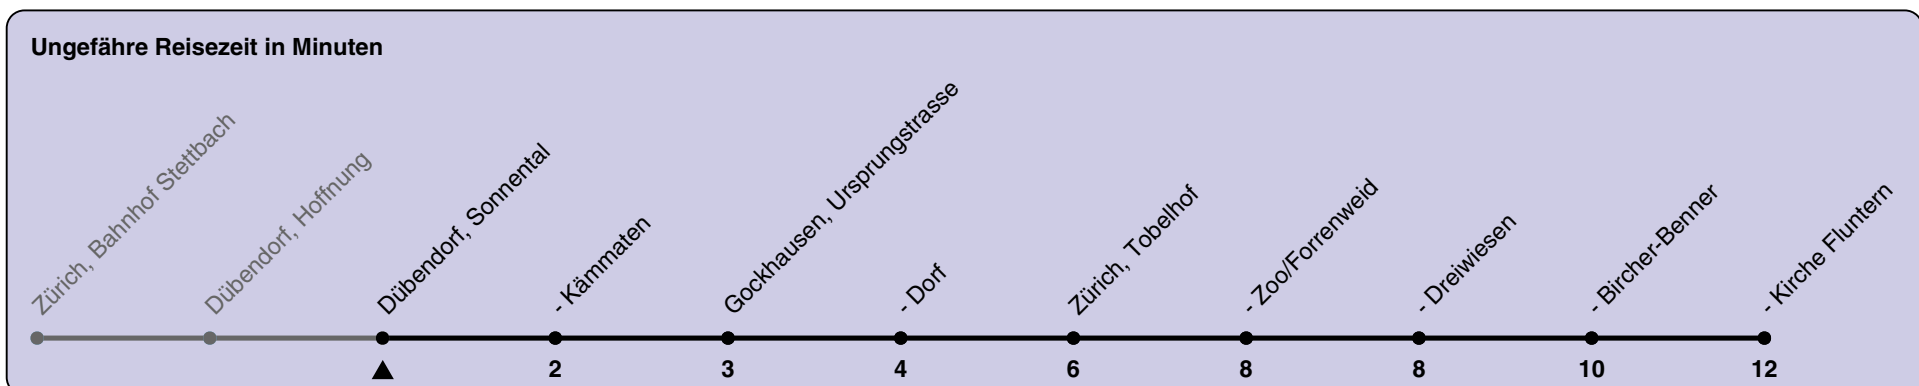 Ungefähre Reisezeit in Minuten
Zürich, Bahnhof Stettbach
Dübendorf, Hoffnung
Dübendorf, Sonnental
- Kämmaten
Gockhausen, Ursprungstrasse
- Dorf
Zürich, Tobelhof
- Zoo/Forrenweid
- Dreiwiesen
- Bircher-Benner
- Kirche Fluntern
2 3 4 6 8 8 10 12